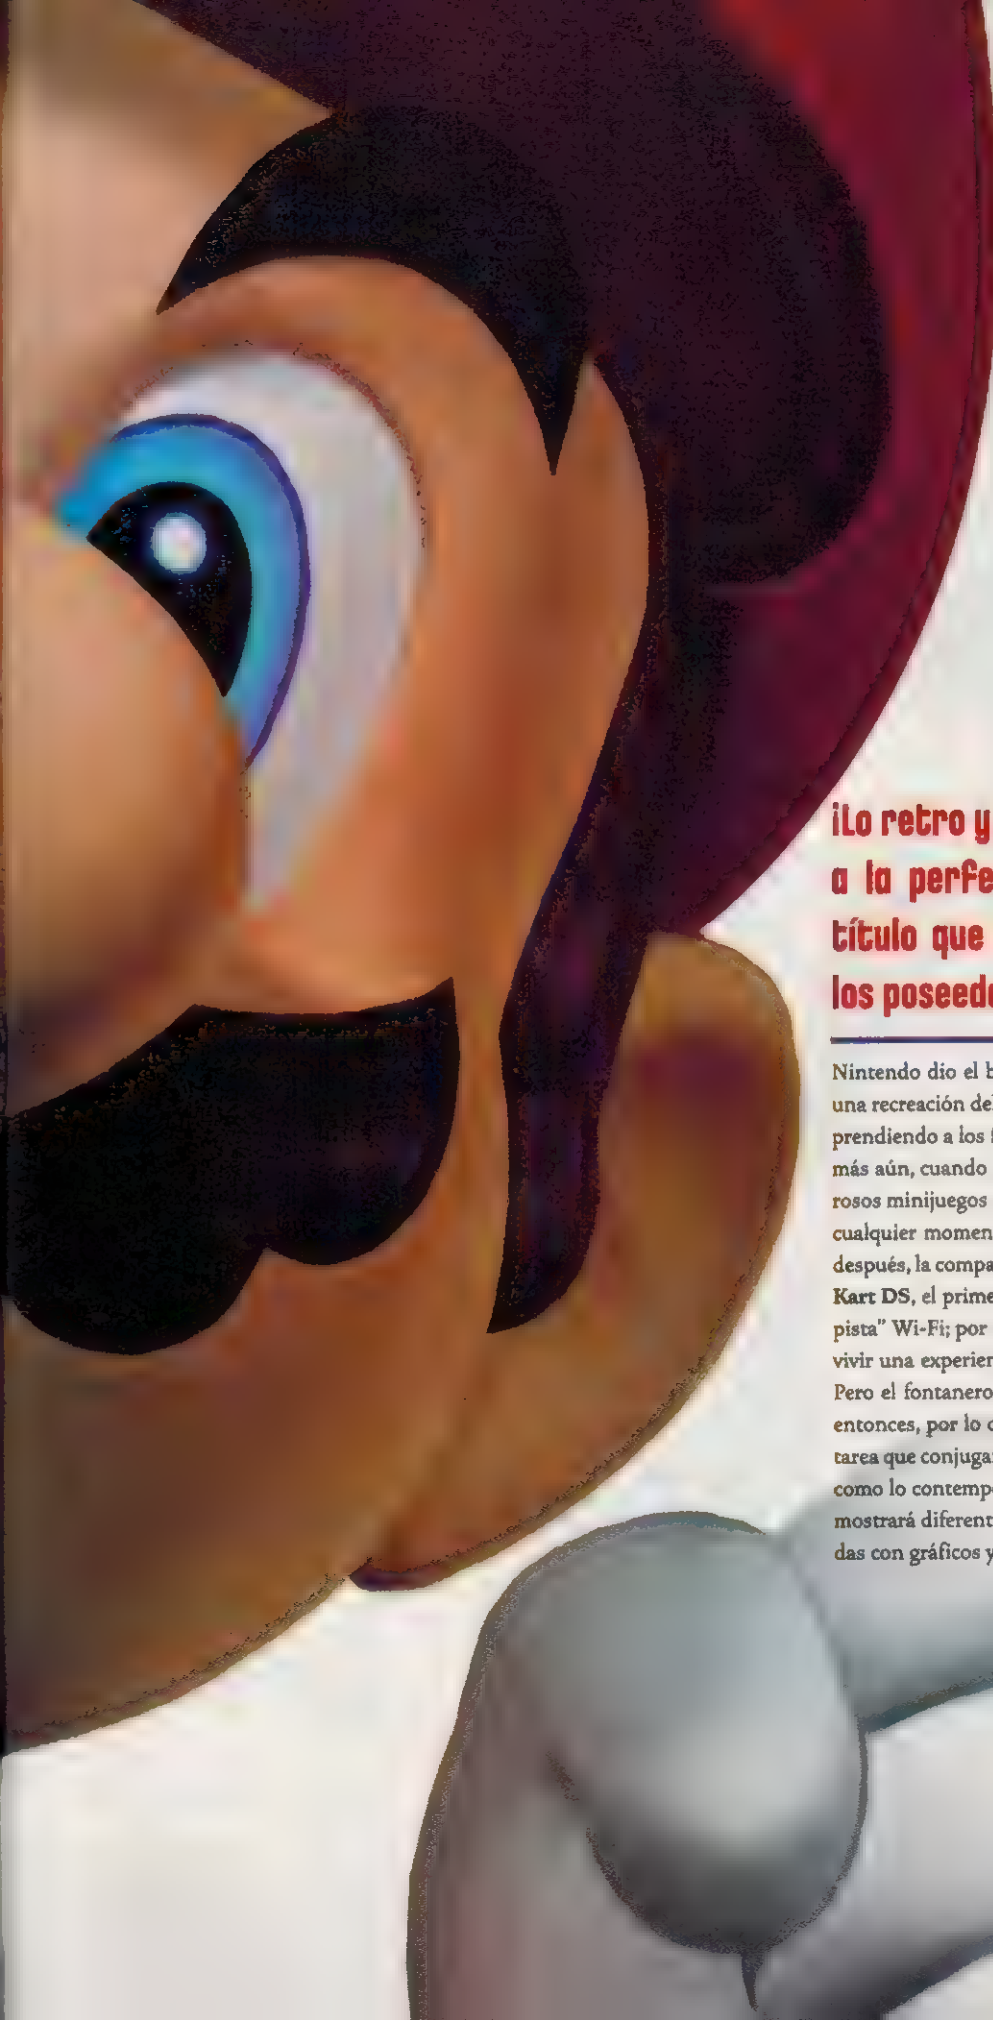 ¡Lo retro y
a la perfe
título que
los poseed
Nintendo dio el b
una recreación del
prendiendo a los f
más aún, cuando
rosos minijuegos
cualquier momen
después, la compa
Kart DS, el prime
pista" Wi-Fi; por
vivir una experien
Pero el fontanero
entonces, por lo
tarea que conjuga
como lo contemp
mostrará diferent
das con gráficos y